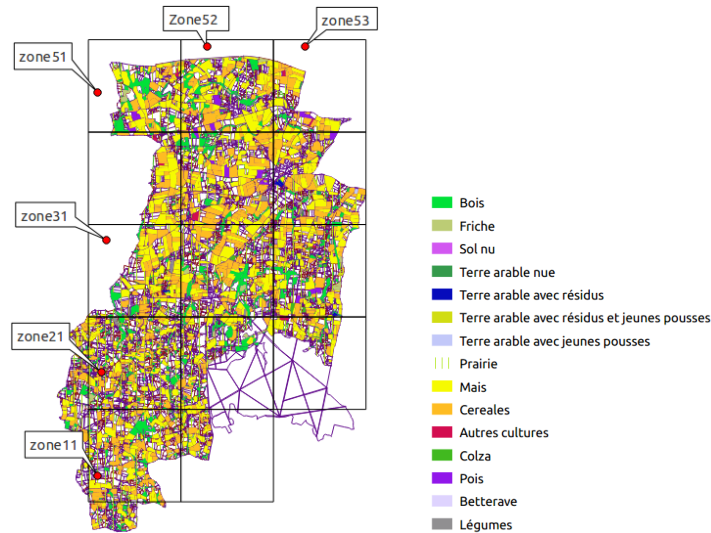 Zone52
zone53
zone51
zone31
zone21
zone11
Bois
Friche
Sol nu
Terre arable nue
Terre arable avec résidus
Terre arable avec résidus et jeunes pousses
Terre arable avec jeunes pousses
Prairie
Mais
Cereales
Autres cultures
Colza
Pois
Betterave
Légumes